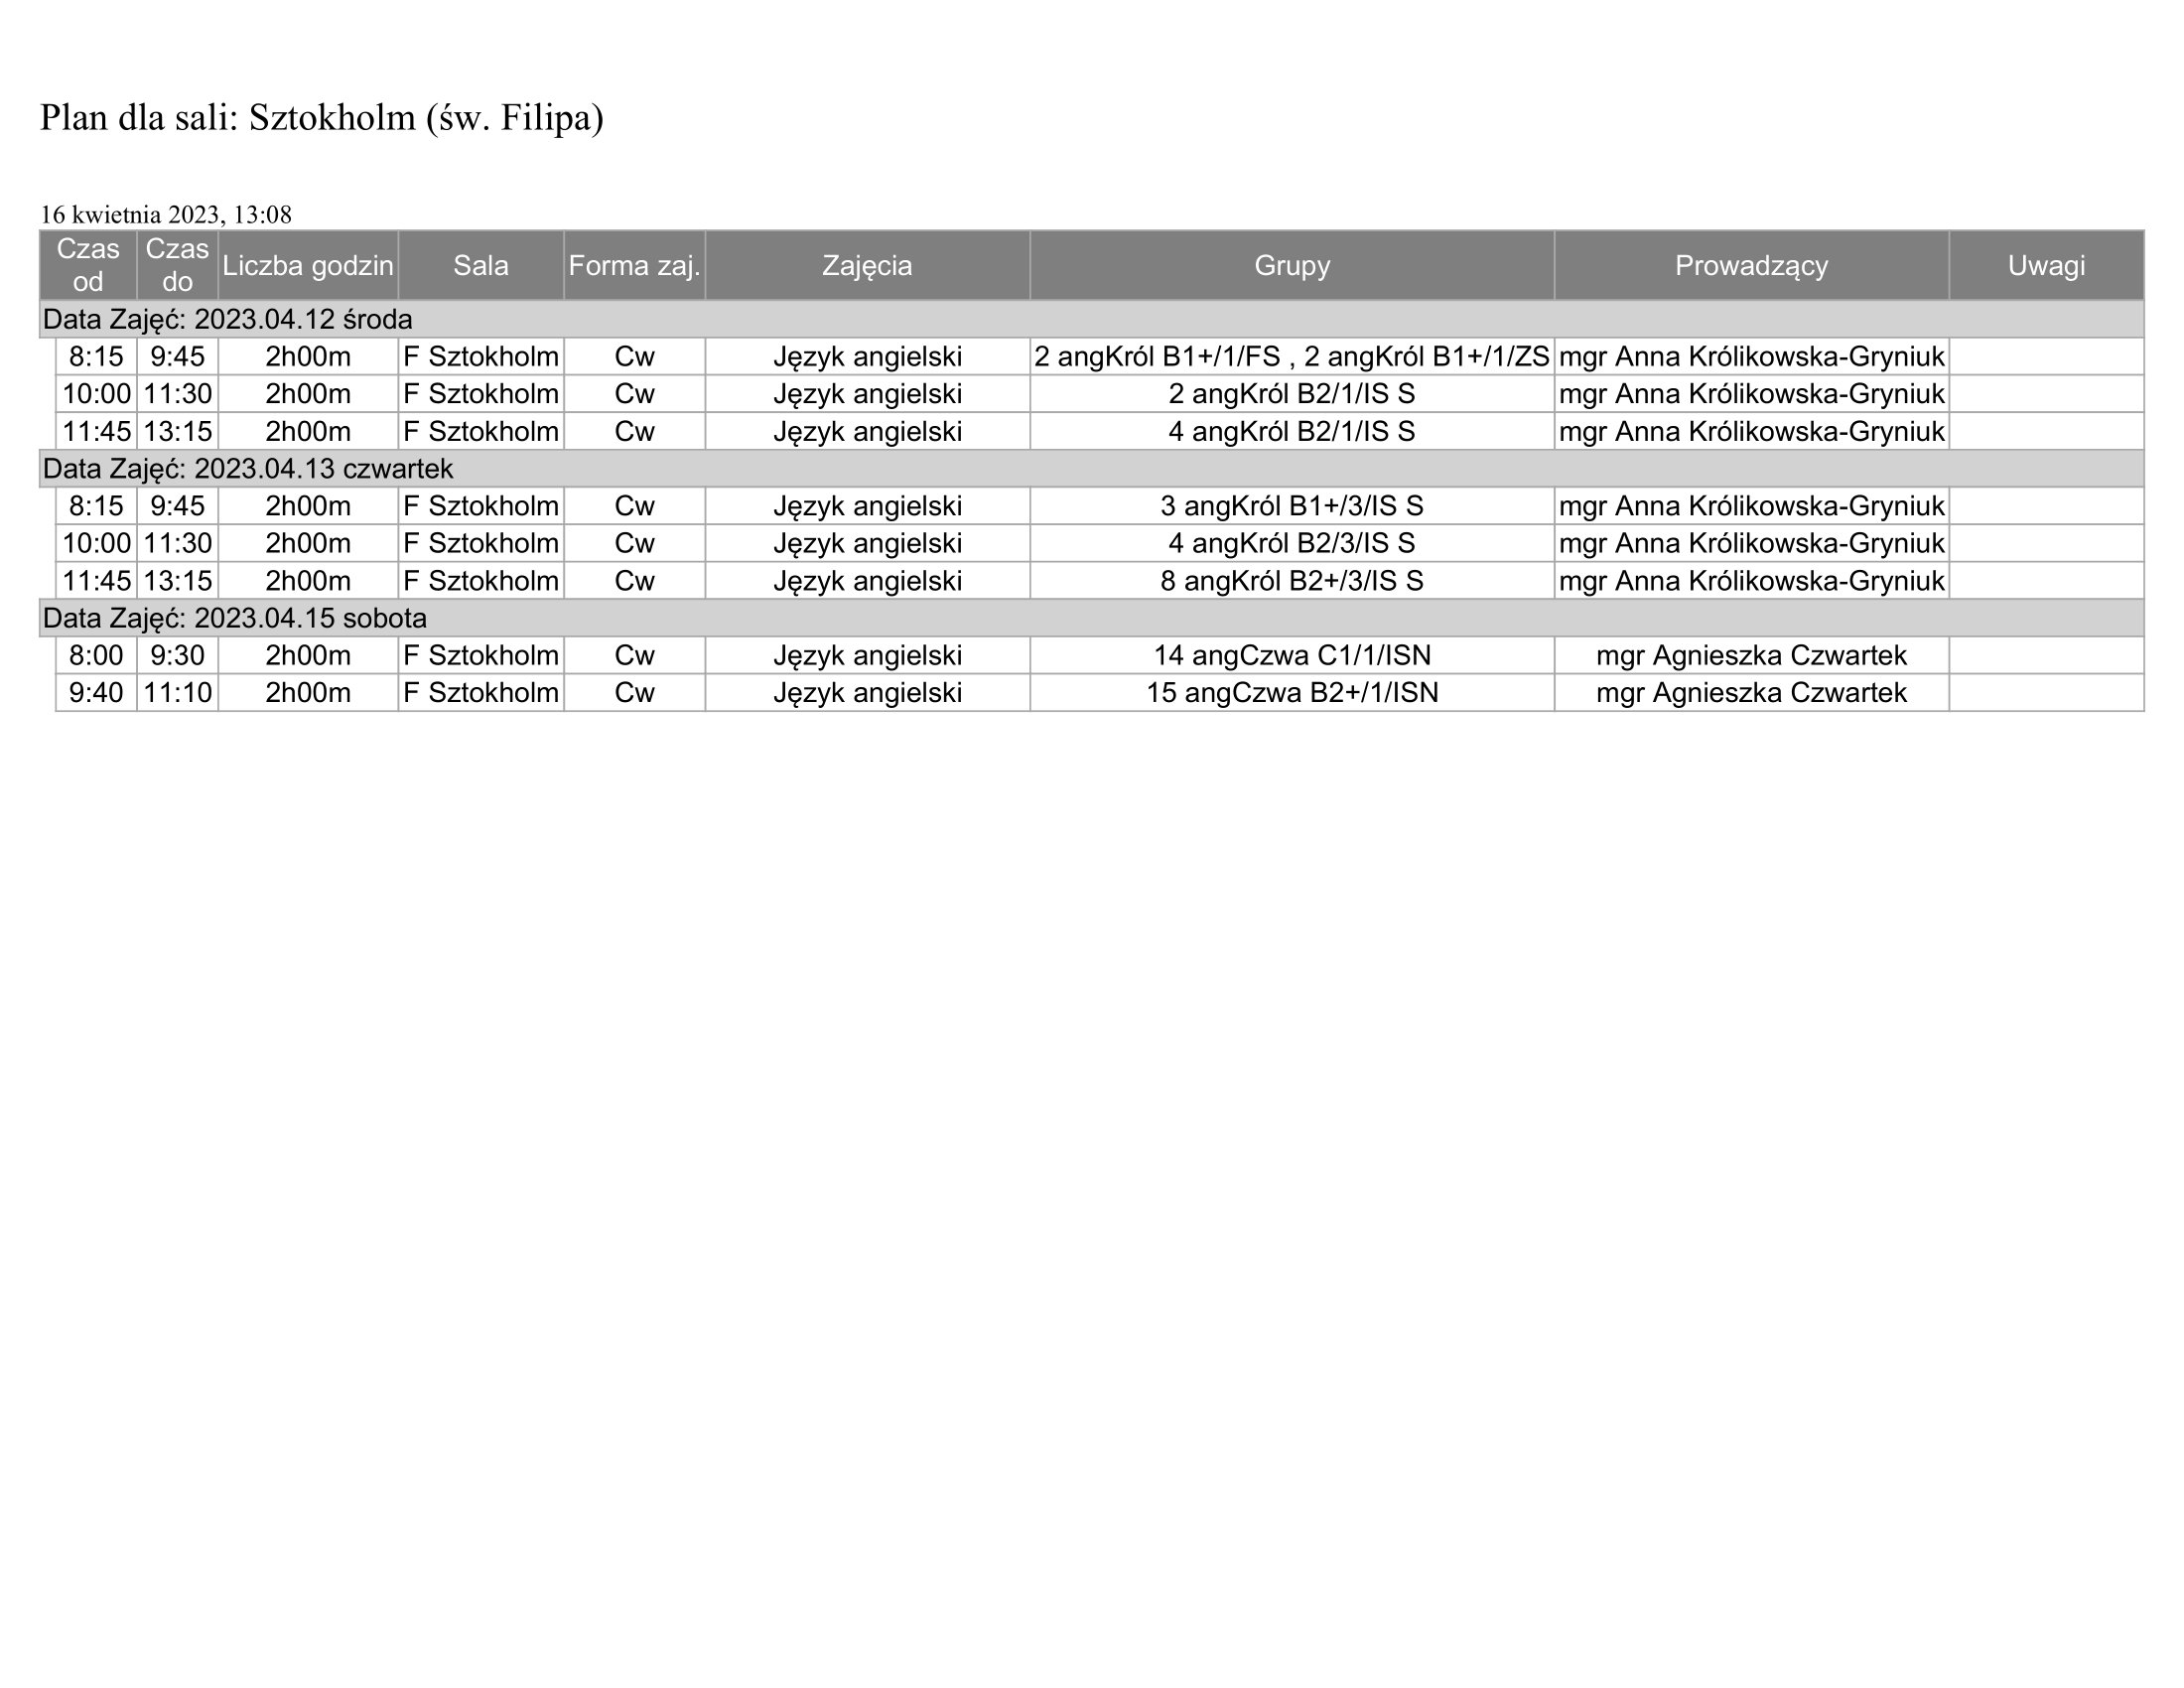 Plan dla sali: Sztokholm (św. Filipa)
16 kwietnia 2023, 13:08
Czas od Czas do Liczba godzin Sala Forma zaj. Zajęcia Grupy Prowadzący Uwagi
Data Zajęć: 2023.04.12 środa
8:15 9:45 2h00m F Sztokholm Cw Język angielski 2 angKról B1+/1/FS , 2 angKról B1+/1/ZS mgr Anna Królikowska-Gryniuk
10:00 11:30 2h00m F Sztokholm Cw Język angielski 2 angKról B2/1/IS S mgr Anna Królikowska-Gryniuk
11:45 13:15 2h00m F Sztokholm Cw Język angielski 4 angKról B2/1/IS S mgr Anna Królikowska-Gryniuk
Data Zajęć: 2023.04.13 czwartek
8:15 9:45 2h00m F Sztokholm Cw Język angielski 3 angKról B1+/3/IS S mgr Anna Królikowska-Gryniuk
10:00 11:30 2h00m F Sztokholm Cw Język angielski 4 angKról B2/3/IS S mgr Anna Królikowska-Gryniuk
11:45 13:15 2h00m F Sztokholm Cw Język angielski 8 angKról B2+/3/IS S mgr Anna Królikowska-Gryniuk
Data Zajęć: 2023.04.15 sobota
8:00 9:30 2h00m F Sztokholm Cw Język angielski 14 angCzwa C1/1/ISN mgr Agnieszka Czwartek
9:40 11:10 2h00m F Sztokholm Cw Język angielski 15 angCzwa B2+/1/ISN mgr Agnieszka Czwartek